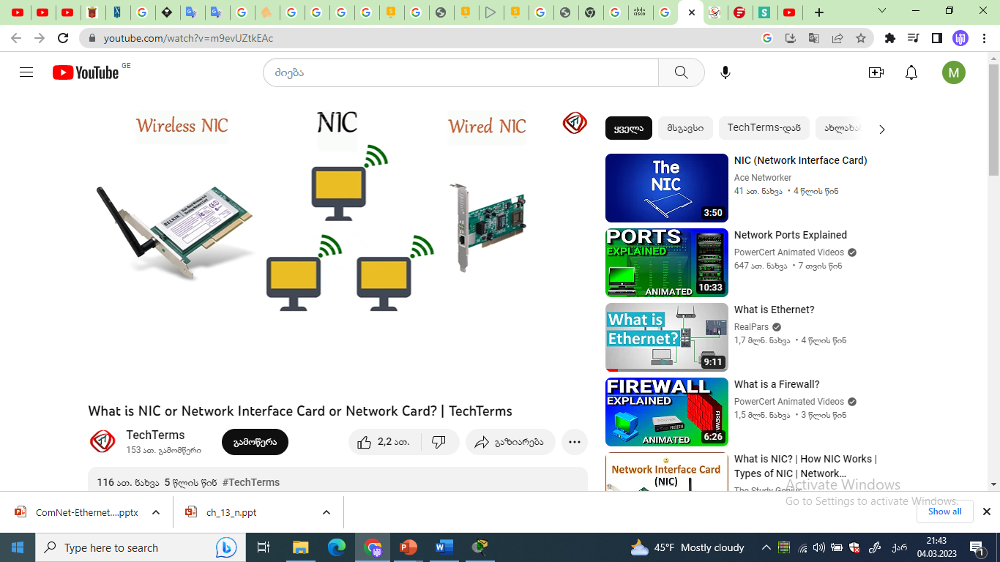 youtube.com/watch?v=m9evUZtkEAc
YouTube GE
ძიება
M
Wireless NIC
NIC
Wired NIC
BELKIN
ყველა
მსგავსი
TechTerms-დან
The NIC
3:50
NIC (Network Interface Card)
Ace Networker
41 ათ. ნახვა • 4 წლის წინ
PORTS
EXPLAINED
ANIMATED
10:33
Network Ports Explained
PowerCert Animated Videos
647 ათ. ნახვა • 7 თვის წინ
What is
Ethernet?
9:11
What is Ethernet?
RealPars
1,7 მლნ. ნახვა • 4 წლის წინ
FIREWALL
EXPLAINED
ANIMATED
6:26
What is a Firewall?
PowerCert Animated Videos
1,5 მლნ. ნახვა • 3 წლის წინ
Network Interface Card
(NIC)
What is NIC? | How NIC Works |
Types of NIC | Network...
The Study Genius
What is NIC or Network Interface Card or Network Card? | TechTerms
TechTerms
153 ათ. გამომწერი
გამოწერა
2,2 ათ.
გაზიარება
116 ათ. ნახვა 5 წლის წინ #TechTerms
Activate Windows
Go to Settings to activate Windows.
ComNet-Ethernet....pptx
ch_13_n.ppt
Show all
Type here to search
45°F Mostly cloudy
ქარ
21:43
04.03.2023
1